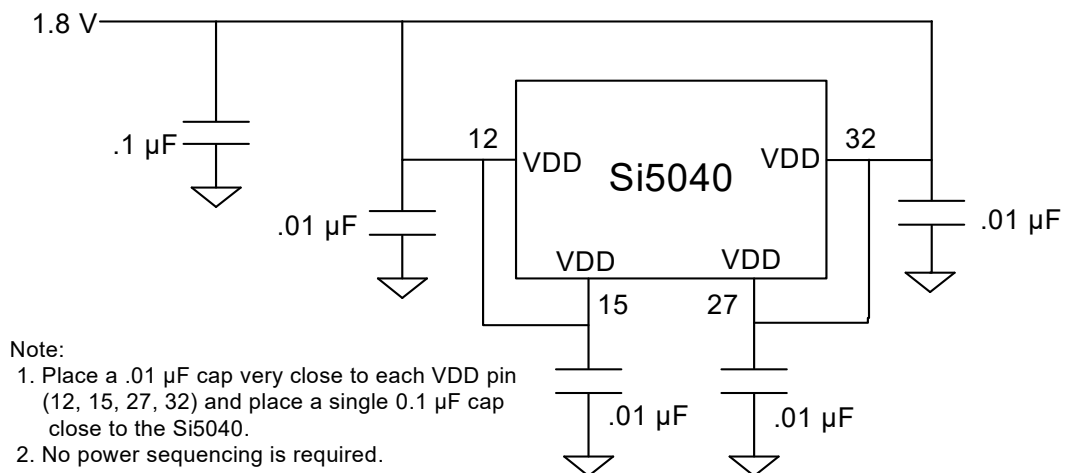 1.8 V
.1 µF
12
VDD
Si5040
VDD
32
.01 µF
.01 µF
VDD
VDD
15
27
Note:
1. Place a .01 µF cap very close to each VDD pin
(12, 15, 27, 32) and place a single 0.1 µF cap
close to the Si5040.
2. No power sequencing is required.
.01 µF
.01 µF